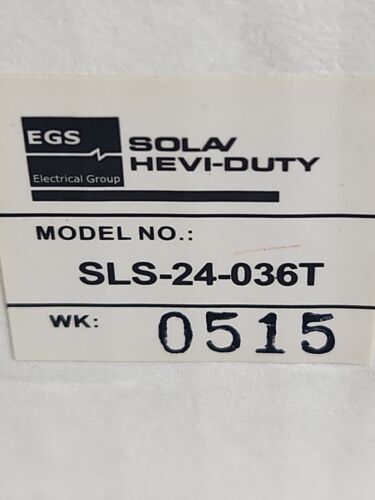 EGS
Electrical Group
SOLA/
HEVI-DUTY
MODEL NO.:
SLS-24-036T
WK: 0515